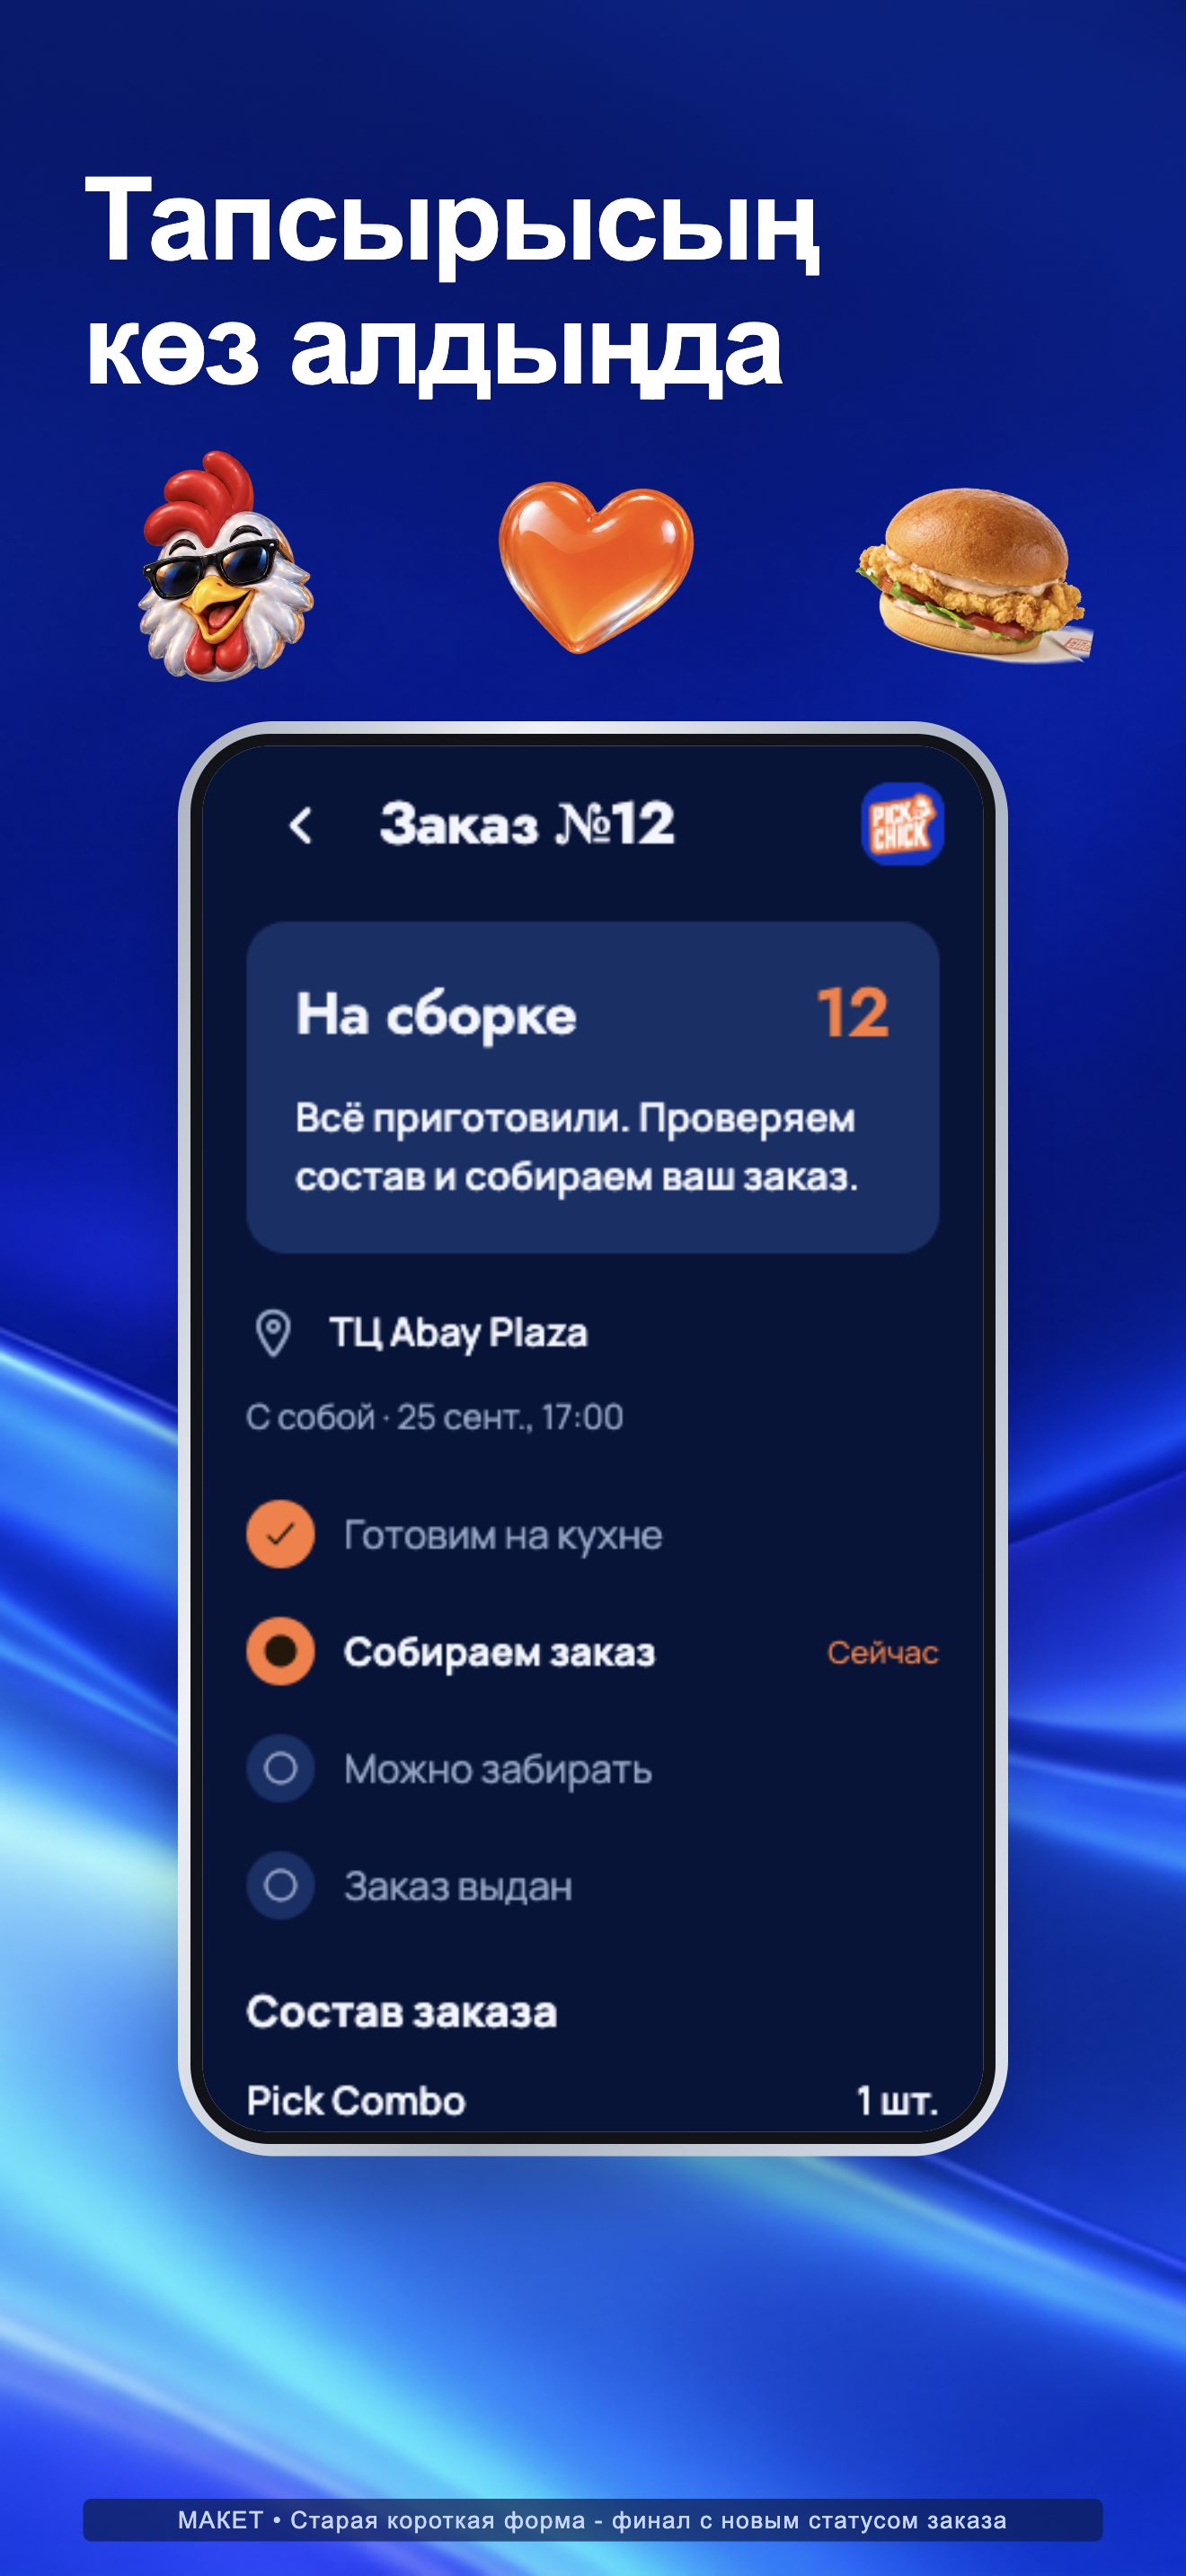 Тапсырысың
көз алдыңда
Заказ №12
PICK
CHICK
На сборке
12
Всё приготовили. Проверяем
состав и собираем ваш заказ.
ТЦ Abay Plaza
С собой · 25 сент., 17:00
Готовим на кухне
Собираем заказ
Сейчас
Можно забирать
Заказ выдан
Состав заказа
Pick Combo
1 шт.
МАКЕТ • Старая короткая форма - финал с новым статусом заказа